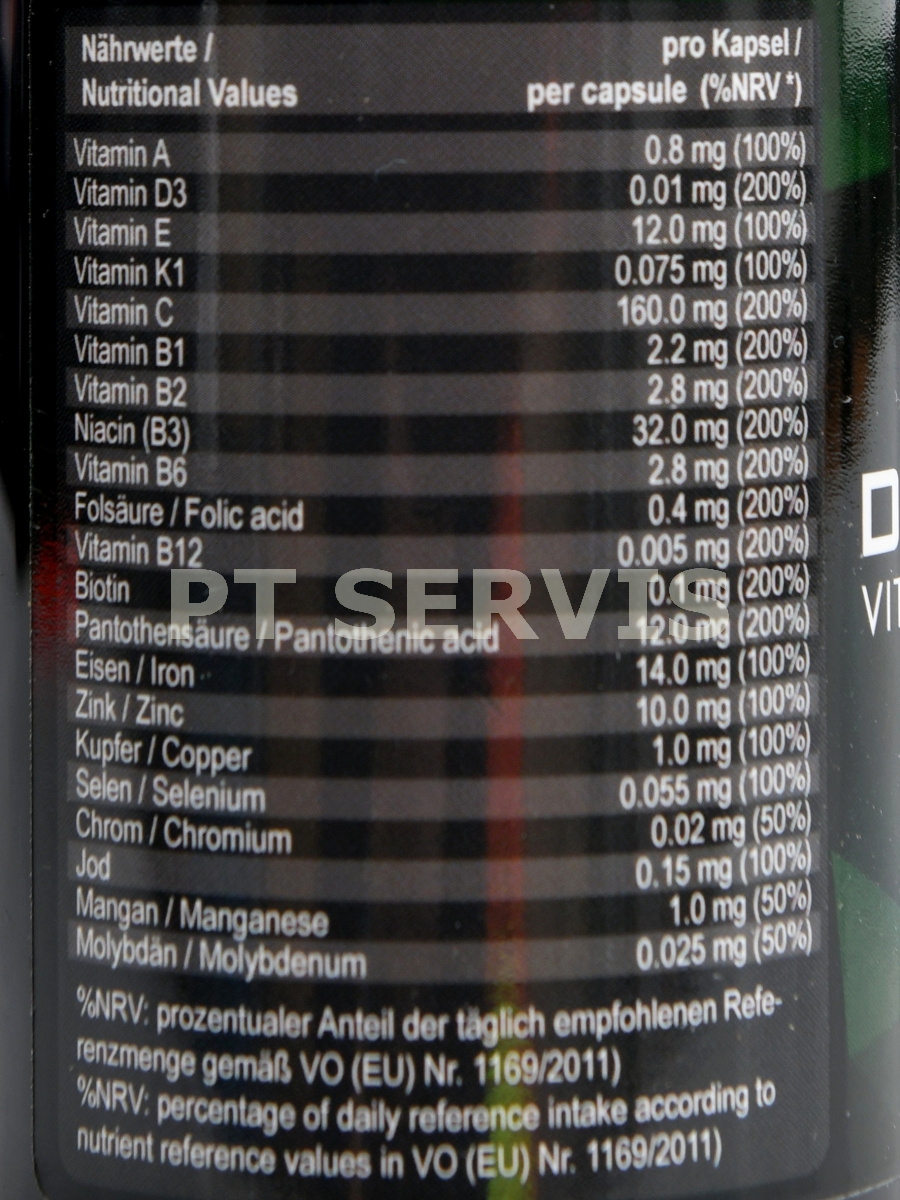 Nährwerte / pro Kapsel /
Nutritional Values per capsule (%NRV*)
Vitamin A 0.8 mg (100%)
Vitamin D3 0.01 mg (200%)
Vitamin E 12.0 mg (100%)
Vitamin K1 0.075 mg (100%)
Vitamin C 160.0 mg (200%)
Vitamin B1 2.2 mg (200%)
Vitamin B2 2.8 mg (200%)
Niacin (B3) 32.0 mg (200%)
Vitamin B6 2.8 mg (200%)
Folsäure / Folic acid 0.4 mg (200%)
Vitamin B12 0.005 mg (200%)
Biotin 0.1 mg (200%)
PT SERVIS
Pantothensäure / Pantothenic acid 12.0 mg (200%)
Eisen / Iron 14.0 mg (100%)
Zink / Zinc 10.0 mg (100%)
Kupfer / Copper 1.0 mg (100%)
Selen / Selenium 0.055 mg (100%)
Chrom / Chromium 0.02 mg (50%)
Jod 0.15 mg (100%)
Mangan / Manganese 1.0 mg (50%)
Molybdän / Molybdenum 0.025 mg (50%)
%NRV: prozentualer Anteil der täglich empfohlenen Refe-
renzmenge gemäß VO (EU) Nr. 1169/2011)
%NRV: percentage of daily reference intake according to
nutrient reference values in VO (EU) Nr. 1169/2011)
D
VIT